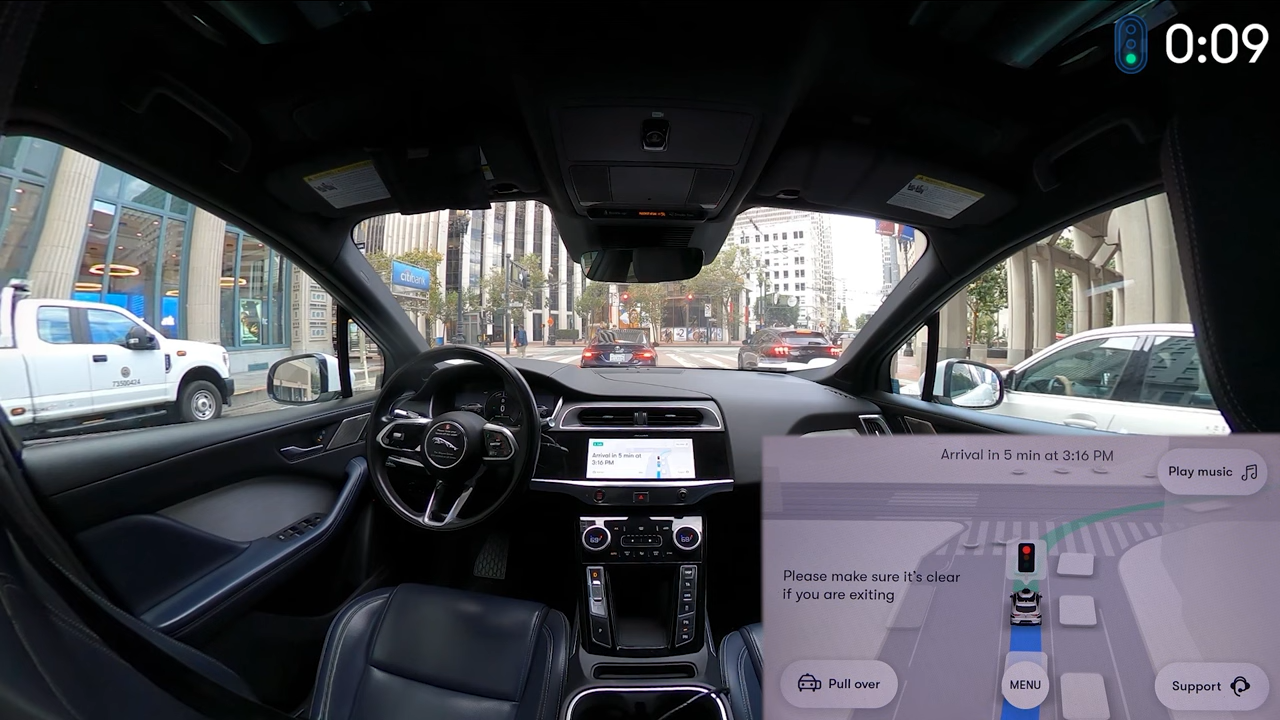 0:09
citibank
Arrival in 5 min at
3:16 PM
Arrival in 5 min at 3:16 PM
Play music
Please make sure it's clear
if you are exiting
Pull over
MENU
Support